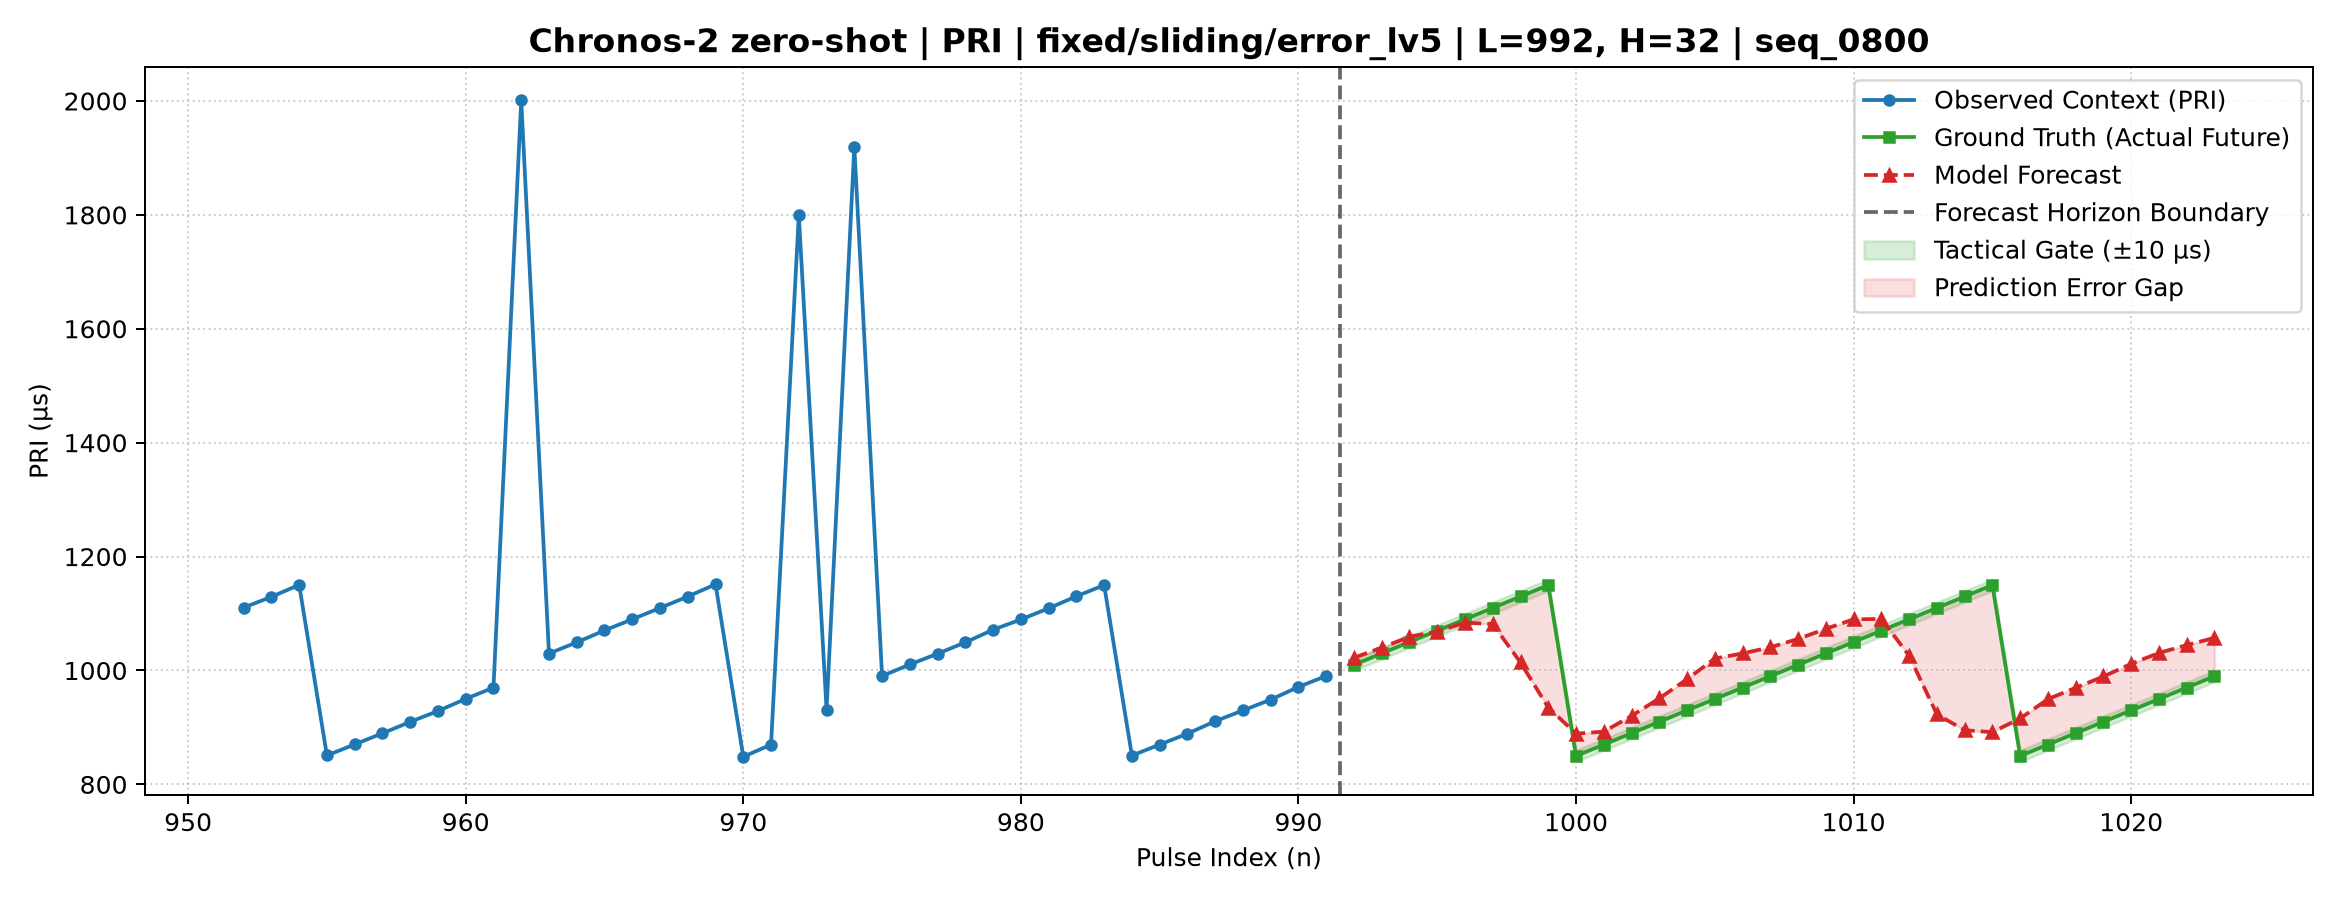 Chronos-2 zero-shot | PRI | fixed/sliding/error_lv5 | L=992, H=32 | seq_0800
PRI (µs)
2000
1800
1600
1400
1200
1000
800
Observed Context (PRI)
Ground Truth (Actual Future)
Model Forecast
Forecast Horizon Boundary
Tactical Gate (±10 µs)
Prediction Error Gap
950 960 970 980 990 1000 1010 1020
Pulse Index (n)